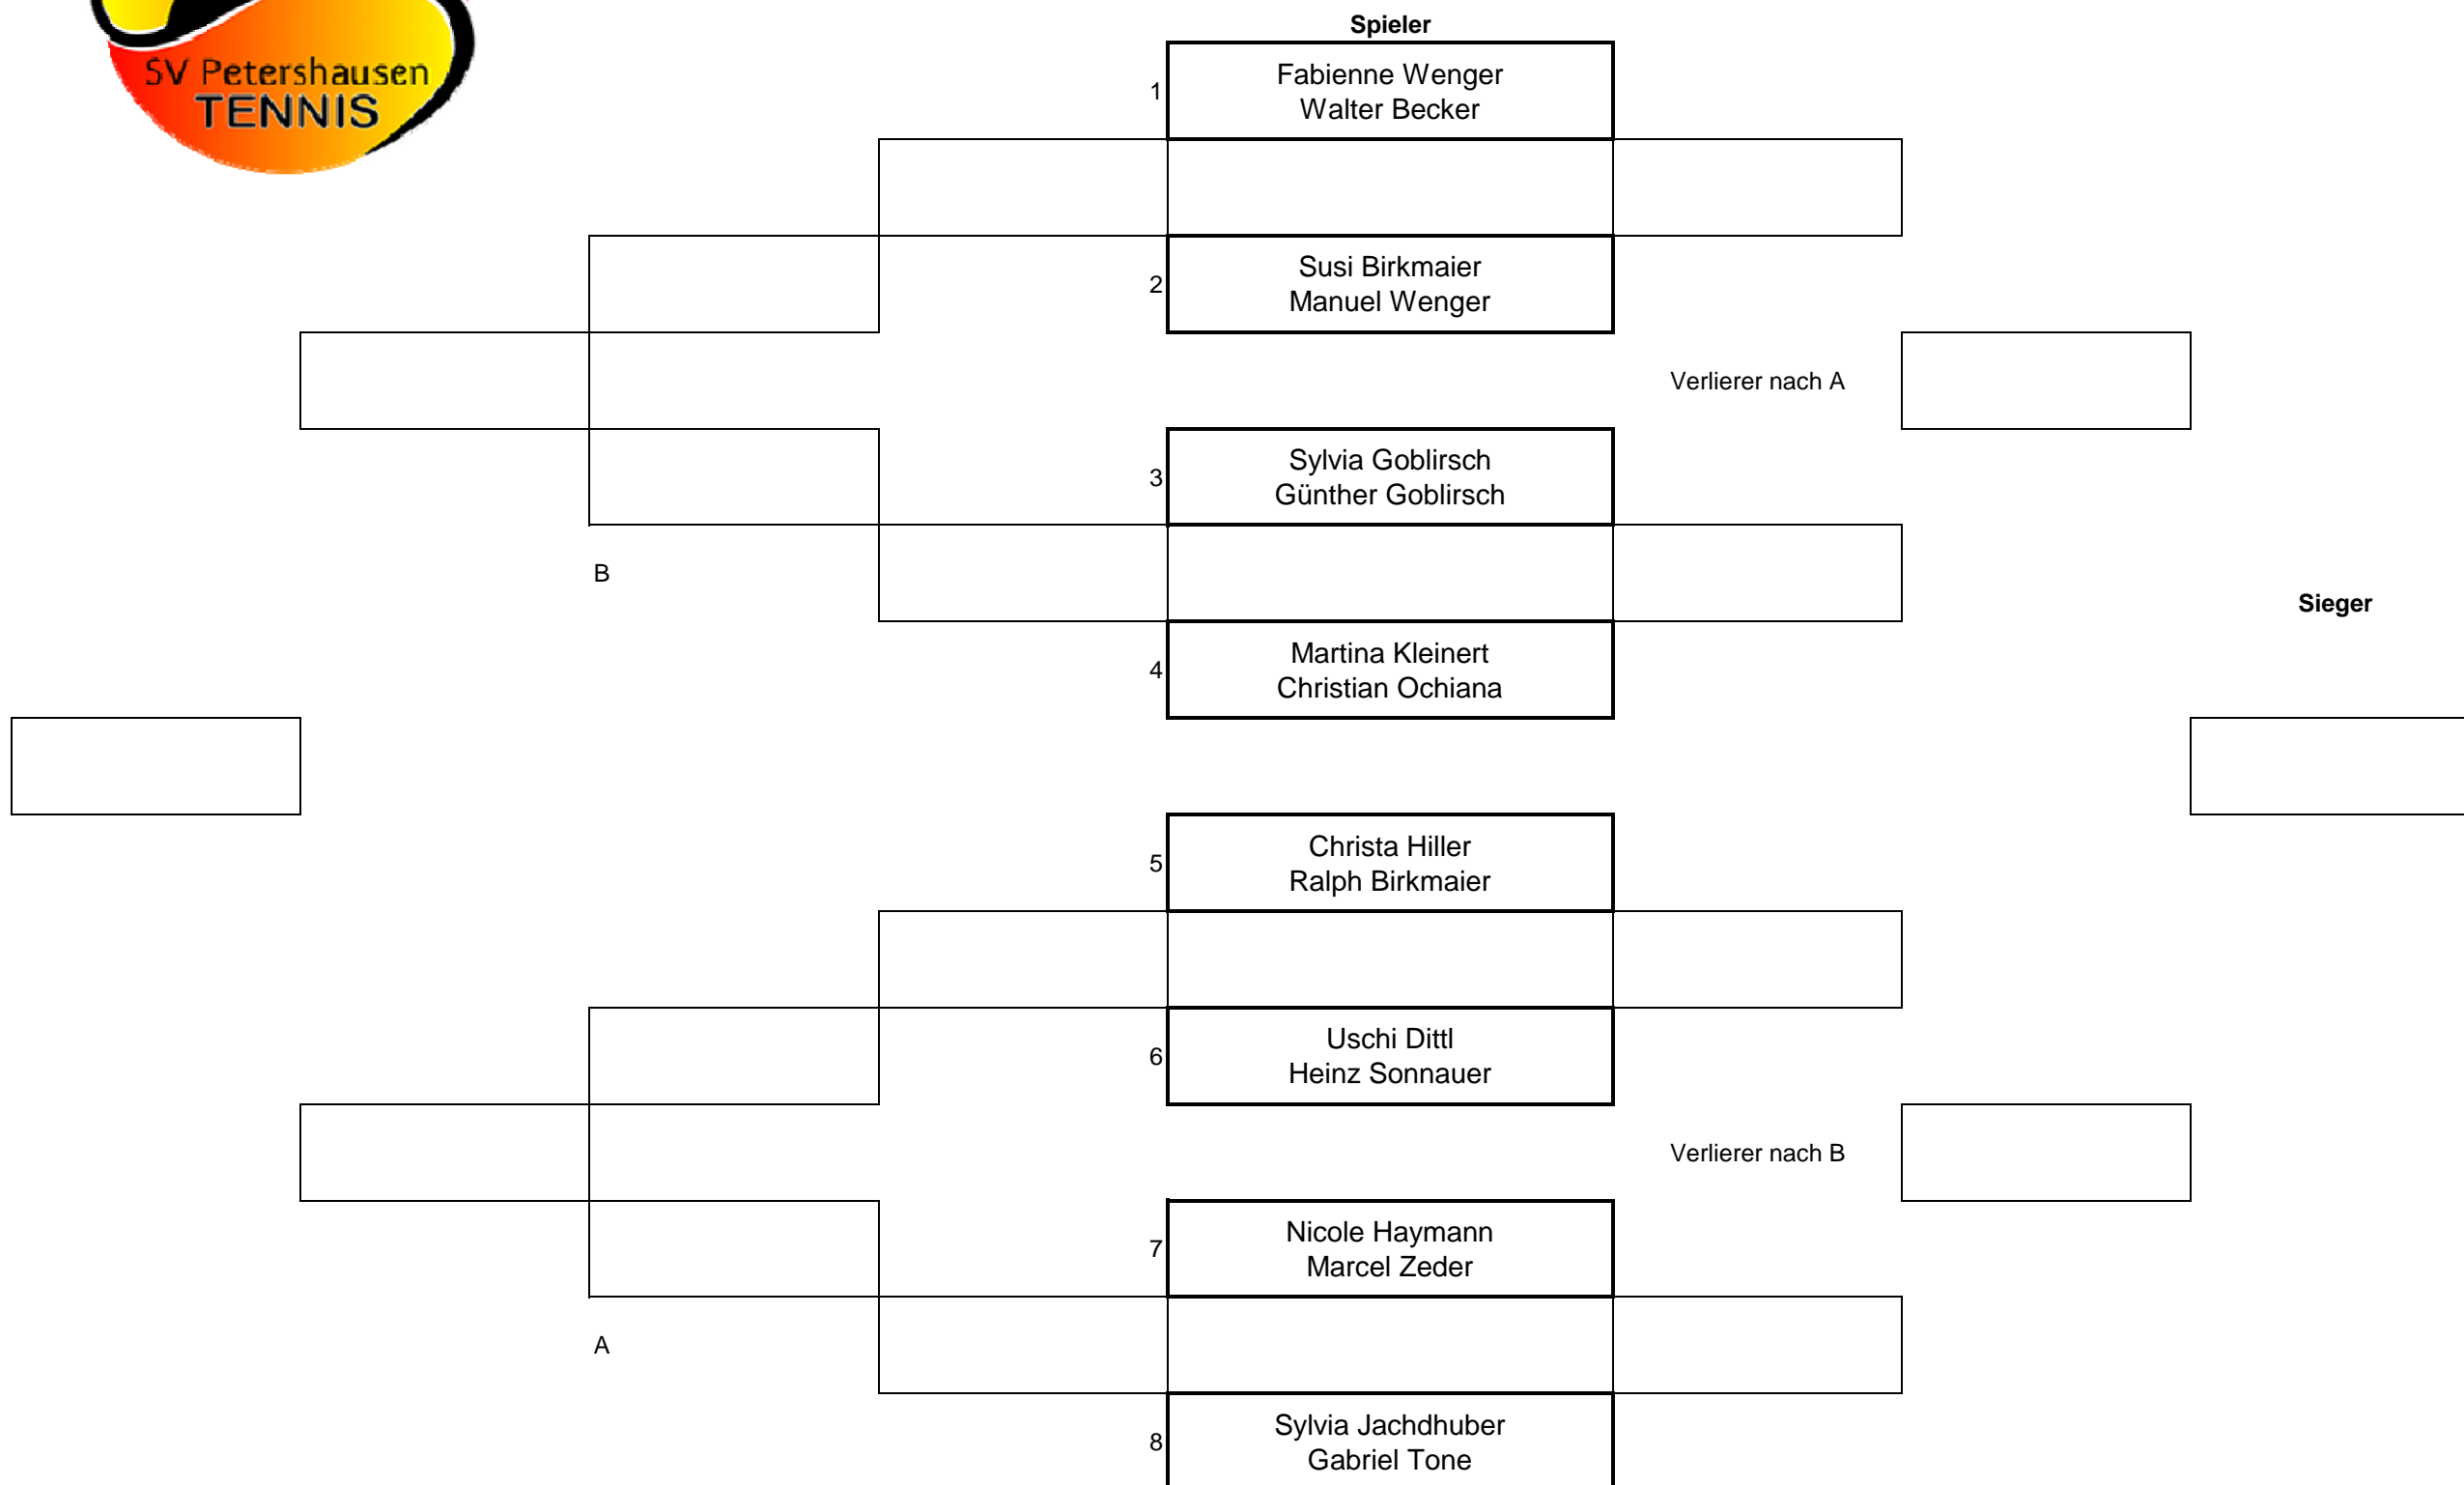 SV Petershausen
TENNIS
Spieler
1
Fabienne Wenger
Walter Becker
2
Susi Birkmaier
Manuel Wenger
Verlierer nach A
3
Sylvia Goblirsch
Günther Goblirsch
B
Sieger
4
Martina Kleinert
Christian Ochiana
5
Christa Hiller
Ralph Birkmaier
6
Uschi Dittl
Heinz Sonnauer
Verlierer nach B
7
Nicole Haymann
Marcel Zeder
A
8
Sylvia Jachdhuber
Gabriel Tone